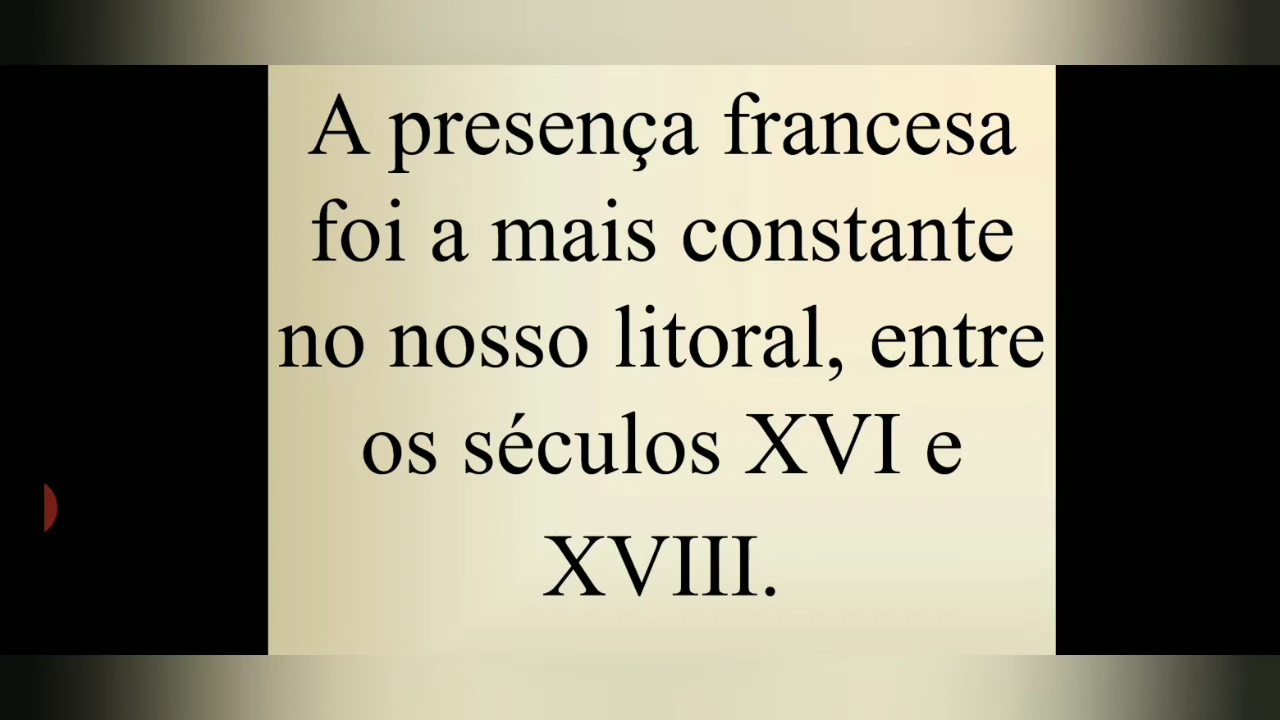 A presença francesa
foi a mais constante
no nosso litoral, entre
os séculos XVI e
XVIII.